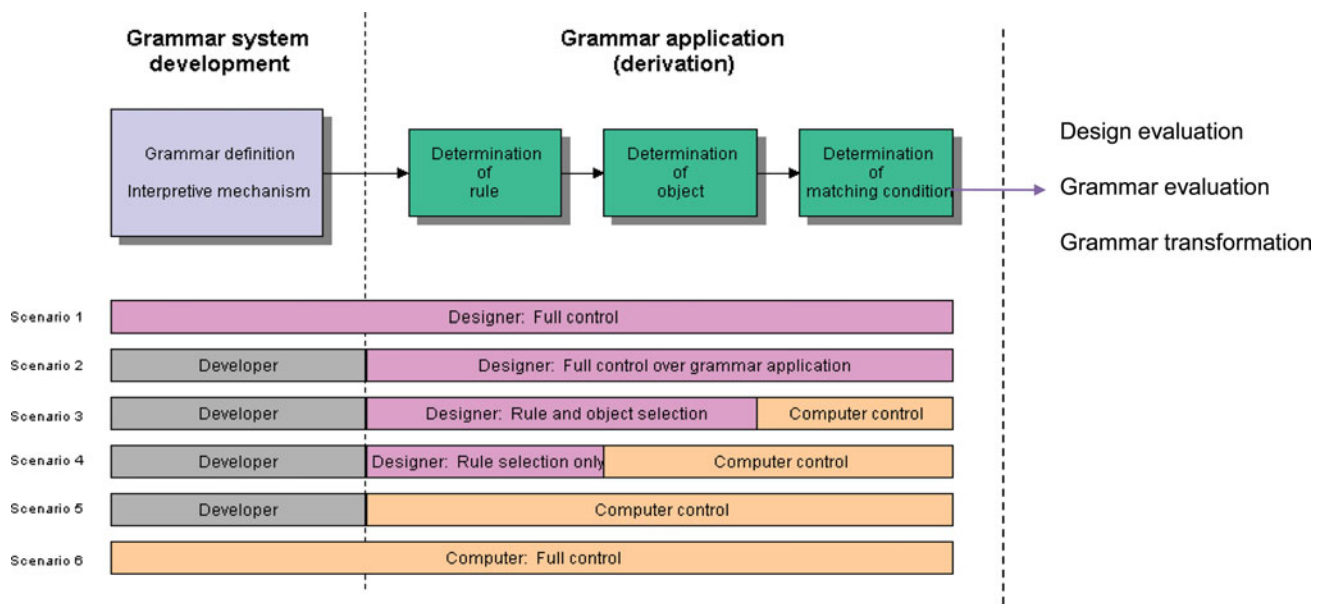 Grammar system
development
Grammar application
(derivation)
Grammar definition
Interpretive mechanism
Determination
of
rule
Determination
of
object
Determination
of
matching condition
Design evaluation
Grammar evaluation
Grammar transformation
Scenario 1
Designer: Full control
Scenario 2
Developer
Designer: Full control over grammar application
Scenario 3
Developer
Designer: Rule and object selection
Computer control
Scenario 4
Developer
Designer: Rule selection only
Computer control
Scenario 5
Developer
Computer control
Scenario 6
Computer: Full control